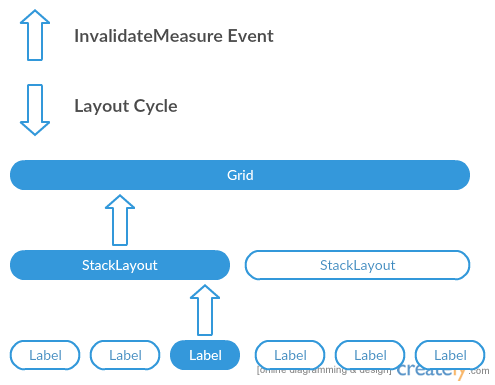 InvalidateMeasure Event
Layout Cycle
Grid
StackLayout StackLayout
Label Label Label Label Label Label
[online diagramming & design] creately.com